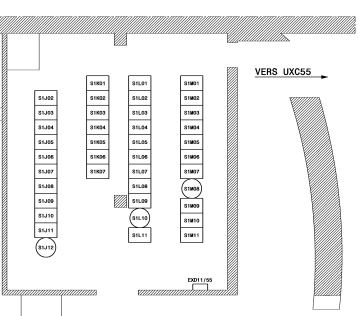 VERS UXC55
S1J02
S1J03
S1J04
S1J05
S1J06
S1J07
S1J08
S1J09
S1J10
S1J11
S1J12
S1K01
S1K02
S1K03
S1K04
S1K05
S1K06
S1K07
S1L01
S1L02
S1L03
S1L04
S1L05
S1L06
S1L07
S1L08
S1L09
S1L10
S1L11
S1M01
S1M02
S1M03
S1M04
S1M05
S1M06
S1M07
S1M08
S1M09
S1M10
S1M11
EXD11/55